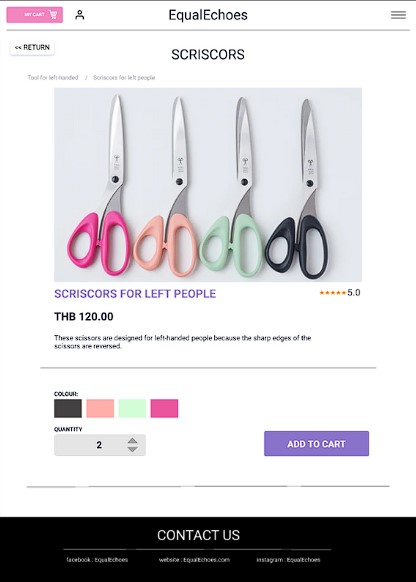 MY CART
EqualEchoes
<< RETURN
SCRISCORS
Tool for left-handed / Scriscors for left people
SCRISCORS FOR LEFT PEOPLE
★★★★★ 5.0
THB 120.00
These scissors are designed for left-handed people because the sharp edges of the
scissors are reversed.
COLOUR:
QUANTITY
2
ADD TO CART
CONTACT US
facebook : EqualEchoes website : EqualEchoes.com instagram : EqualEchoes